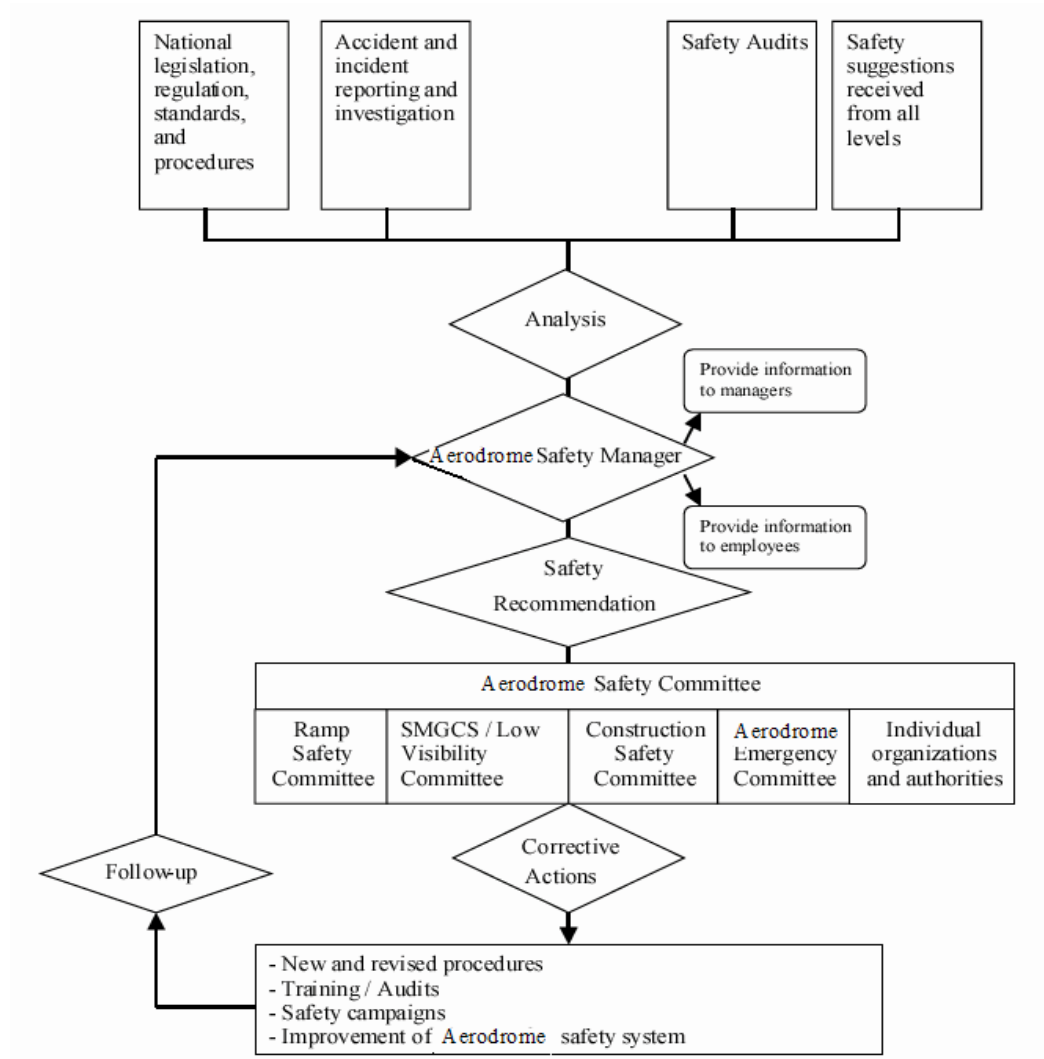 National
legislation,
regulation,
standards,
and
procedures
Accident and
incident
reporting and
investigation
Safety Audits
Safety
suggestions
received
from all
levels
Analysis
Provide information
to managers
Aerodrome Safety Manager
Provide information
to employees
Safety
Recommendation
Aerodrome Safety Committee
Ramp
Safety
Committee
SMGCS / Low
Visibility
Committee
Construction
Safety
Committee
Aerodrome
Emergency
Committee
Individual
organizations
and authorities
Corrective
Actions
Follow-up
- New and revised procedures
- Training / Audits
- Safety campaigns
- Improvement of Aerodrome safety system